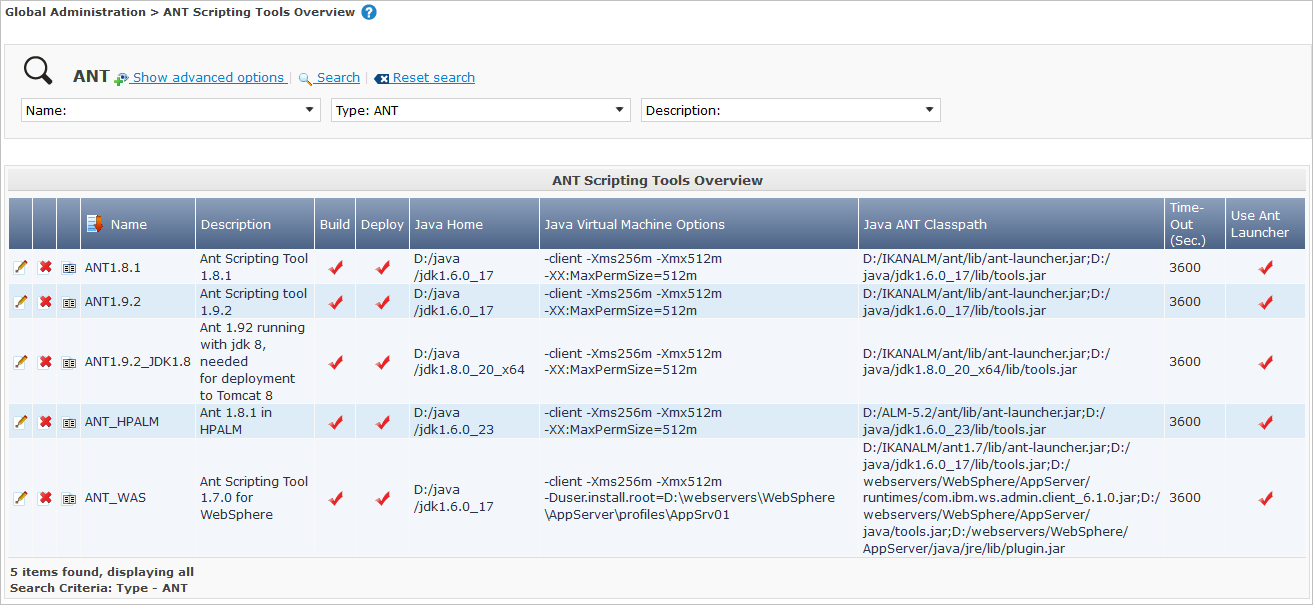 Global Administration > ANT Scripting Tools Overview ?
ANT Show advanced options | Search | Reset search
Name: Type: ANT Description:
ANT Scripting Tools Overview
Name Description Build Deploy Java Home Java Virtual Machine Options Java ANT Classpath Time-Out (Sec.) Use Ant Launcher
ANT1.8.1
Ant Scripting Tool
1.8.1
D:/java
/jdk1.6.0_17
-client -Xms256m -Xmx512m
-XX:MaxPermSize=512m
D:/IKANALM/ant/lib/ant-launcher.jar;D:/
java/jdk1.6.0_17/lib/tools.jar
3600
ANT1.9.2
Ant Scripting tool
1.9.2
D:/java
/jdk1.6.0_17
-client -Xms256m -Xmx512m
-XX:MaxPermSize=512m
D:/IKANALM/ant/lib/ant-launcher.jar;D:/
java/jdk1.6.0_17/lib/tools.jar
3600
ANT1.9.2_JDK1.8
Ant 1.92 running
with jdk 8,
needed
for deployment
to Tomcat 8
D:/java
/jdk1.8.0_20_x64
-client -Xms256m -Xmx512m
-XX:MaxPermSize=512m
D:/IKANALM/ant/lib/ant-launcher.jar;D:/
java/jdk1.8.0_20_x64/lib/tools.jar
3600
ANT_HPALM
Ant 1.8.1 in
HPALM
D:/java
/jdk1.6.0_23
-client -Xms256m -Xmx512m
-XX:MaxPermSize=512m
D:/ALM-5.2/ant/lib/ant-launcher.jar;D:/
java/jdk1.6.0_23/lib/tools.jar
3600
ANT_WAS
Ant Scripting Tool
1.7.0 for
WebSphere
D:/java
/jdk1.6.0_17
-client -Xms256m -Xmx512m
-Duser.install.root=D:\webservers\WebSphere
\AppServer\profiles\AppSrv01
D:/IKANALM/ant1.7/lib/ant-launcher.jar;D:/
java/jdk1.6.0_17/lib/tools.jar;D:/
webservers/WebSphere/AppServer/
runtimes/com.ibm.ws.admin.client_6.1.0.jar;D:/
webservers/WebSphere/AppServer/
java/tools.jar;D:/webservers/WebSphere/
AppServer/java/jre/lib/plugin.jar
3600
5 items found, displaying all
Search Criteria: Type - ANT